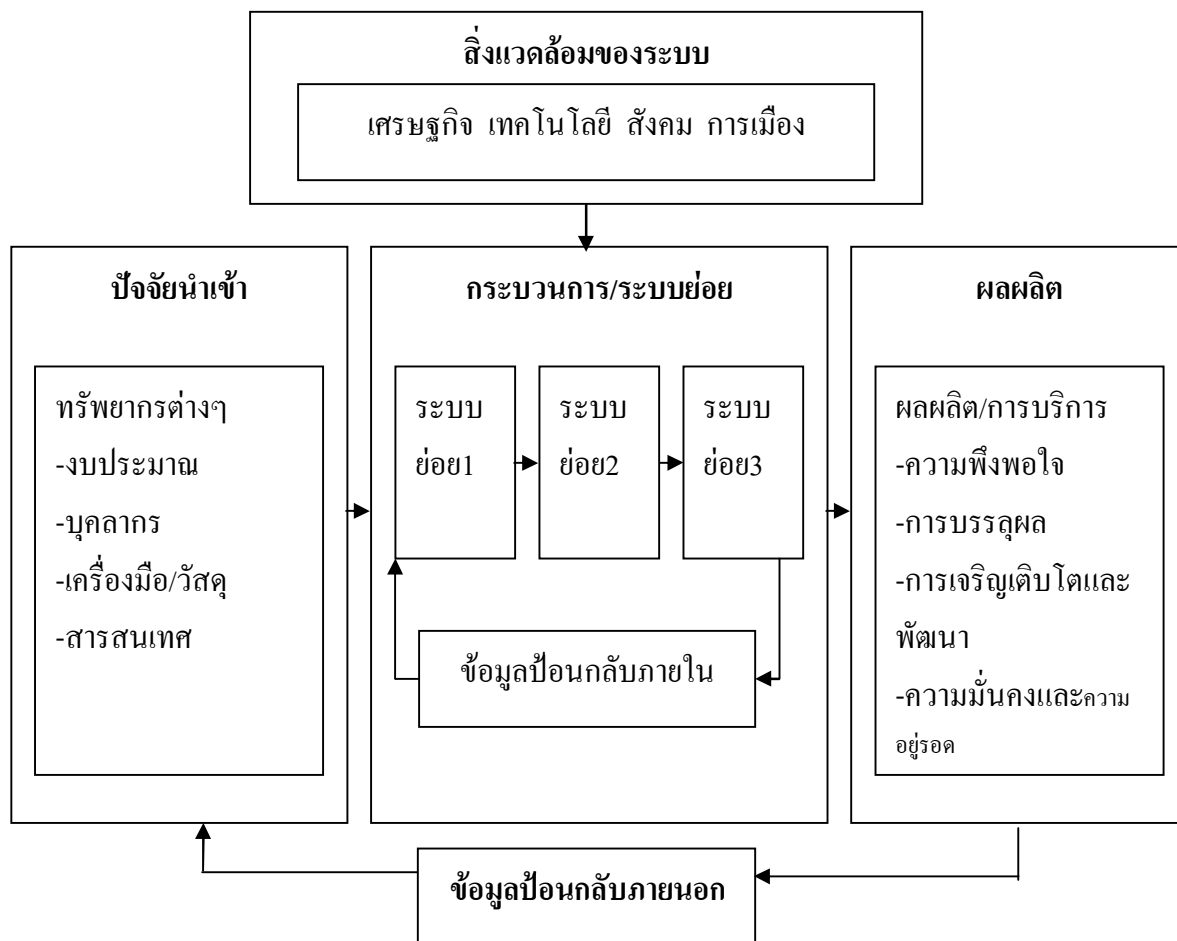 สิ่งแวดล้อมของระบบ
เศรษฐกิจ เทคโนโลยี สังคม การเมือง
ปัจจัยนำเข้า
ทรัพยากรต่างๆ
-งบประมาณ
-บุคลากร
-เครื่องมือ/วัสดุ
-สารสนเทศ
กระบวนการ/ระบบย่อย
ระบบ
ย่อย1
ระบบ
ย่อย2
ระบบ
ย่อย3
ข้อมูลป้อนกลับภายใน
ผลผลิต
ผลผลิต/การบริการ
-ความพึงพอใจ
-การบรรลุผล
-การเจริญเติบโตและ
พัฒนา
-ความมั่นคงและความ
อยู่รอด
ข้อมูลป้อนกลับภายนอก